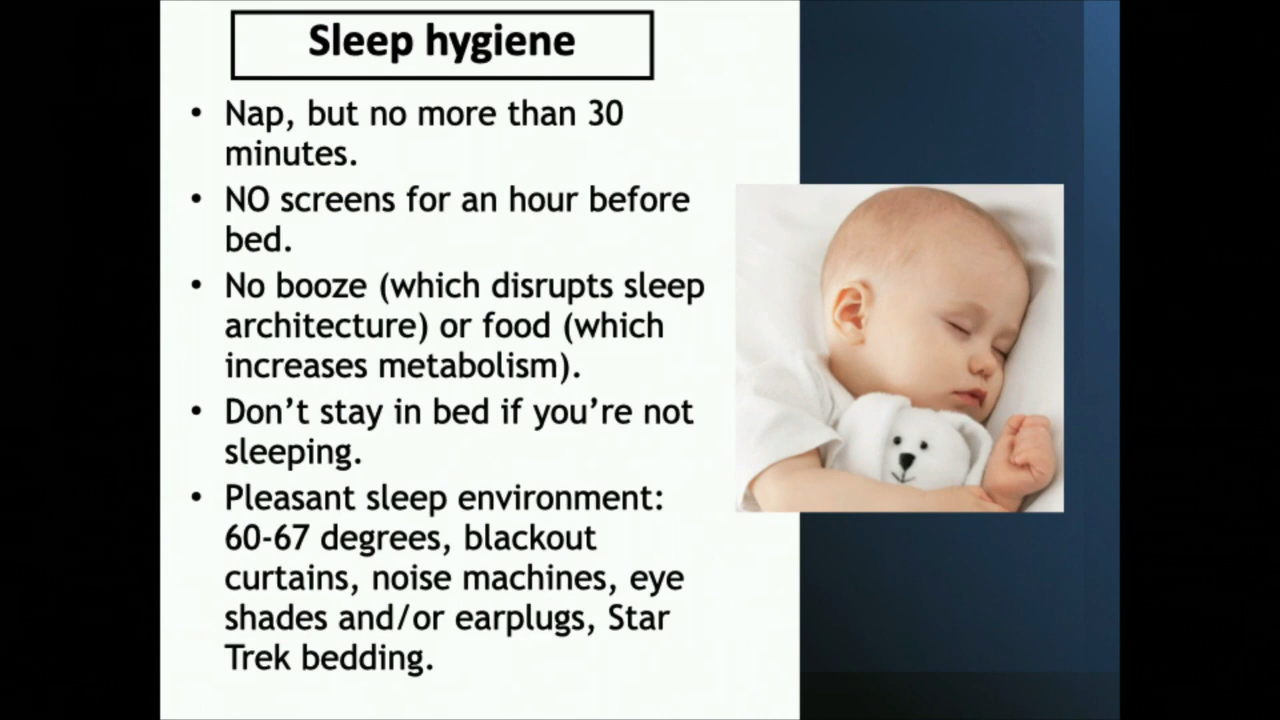 Sleep hygiene
• Nap, but no more than 30
minutes.
• NO screens for an hour before
bed.
• No booze (which disrupts sleep
architecture) or food (which
increases metabolism).
• Don’t stay in bed if you’re not
sleeping.
• Pleasant sleep environment:
60-67 degrees, blackout
curtains, noise machines, eye
shades and/or earplugs, Star
Trek bedding.